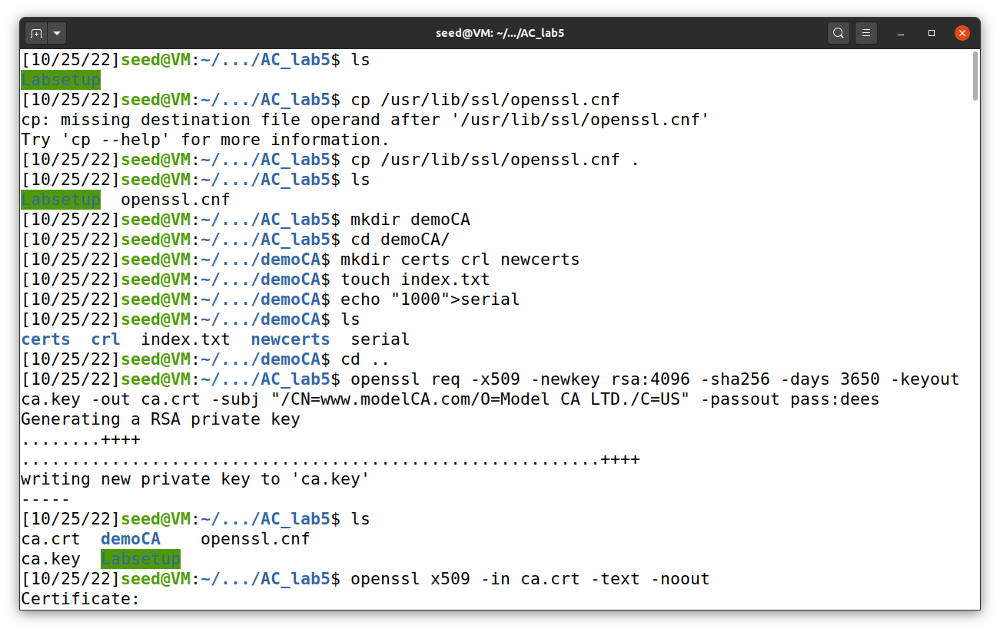 seed@VM: ~/.../AC_lab5
[10/25/22]seed@VM:~/.../AC_lab5$ ls
Labsetup
[10/25/22]seed@VM:~/.../AC_lab5$ cp /usr/lib/ssl/openssl.cnf
cp: missing destination file operand after '/usr/lib/ssl/openssl.cnf'
Try 'cp --help' for more information.
[10/25/22]seed@VM:~/.../AC_lab5$ cp /usr/lib/ssl/openssl.cnf .
[10/25/22]seed@VM:~/.../AC_lab5$ ls
Labsetup  openssl.cnf
[10/25/22]seed@VM:~/.../AC_lab5$ mkdir demoCA
[10/25/22]seed@VM:~/.../AC_lab5$ cd demoCA/
[10/25/22]seed@VM:~/.../demoCA$ mkdir certs crl newcerts
[10/25/22]seed@VM:~/.../demoCA$ touch index.txt
[10/25/22]seed@VM:~/.../demoCA$ echo "1000">serial
[10/25/22]seed@VM:~/.../demoCA$ ls
certs  crl  index.txt  newcerts  serial
[10/25/22]seed@VM:~/.../demoCA$ cd ..
[10/25/22]seed@VM:~/.../AC_lab5$ openssl req -x509 -newkey rsa:4096 -sha256 -days 3650 -keyout
ca.key -out ca.crt -subj "/CN=www.modelCA.com/O=Model CA LTD./C=US" -passout pass:dees
Generating a RSA private key
........++++
..........................................................++++
writing new private key to 'ca.key'
-----
[10/25/22]seed@VM:~/.../AC_lab5$ ls
ca.crt  demoCA    openssl.cnf
ca.key  Labsetup
[10/25/22]seed@VM:~/.../AC_lab5$ openssl x509 -in ca.crt -text -noout
Certificate: